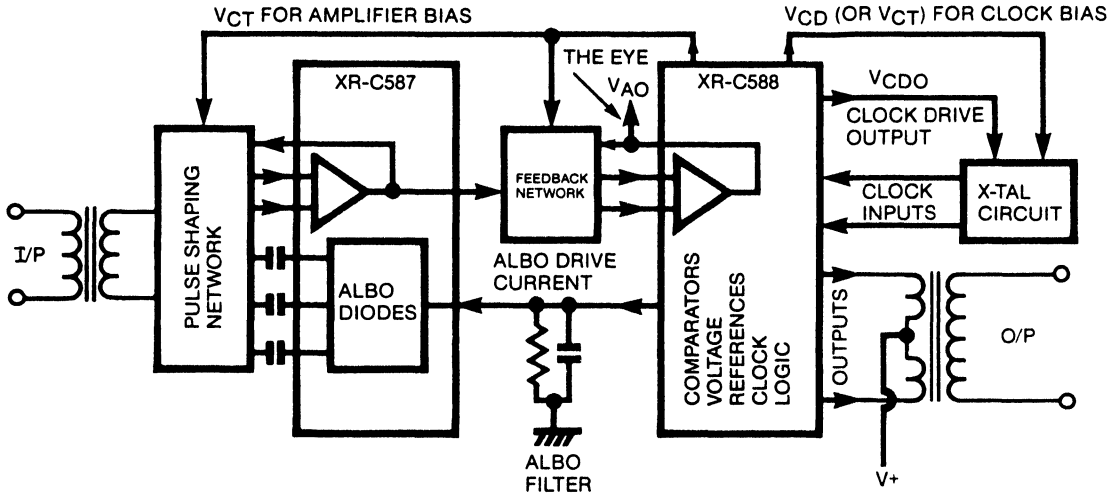 VCT FOR AMPLIFIER BIAS
VCD (OR VCT) FOR CLOCK BIAS
THE EYE
VAO
XR-C587
XR-C588
VCDO
CLOCK DRIVE
OUTPUT
PULSE SHAPING
NETWORK
FEEDBACK
NETWORK
CLOCK
INPUTS
X-TAL
CIRCUIT
I/P
ALBO DRIVE
CURRENT
ALBO
DIODES
COMPARATORS
VOLTAGE
REFERENCES
CLOCK
LOGIC
OUTPUTS
O/P
ALBO
FILTER
V+